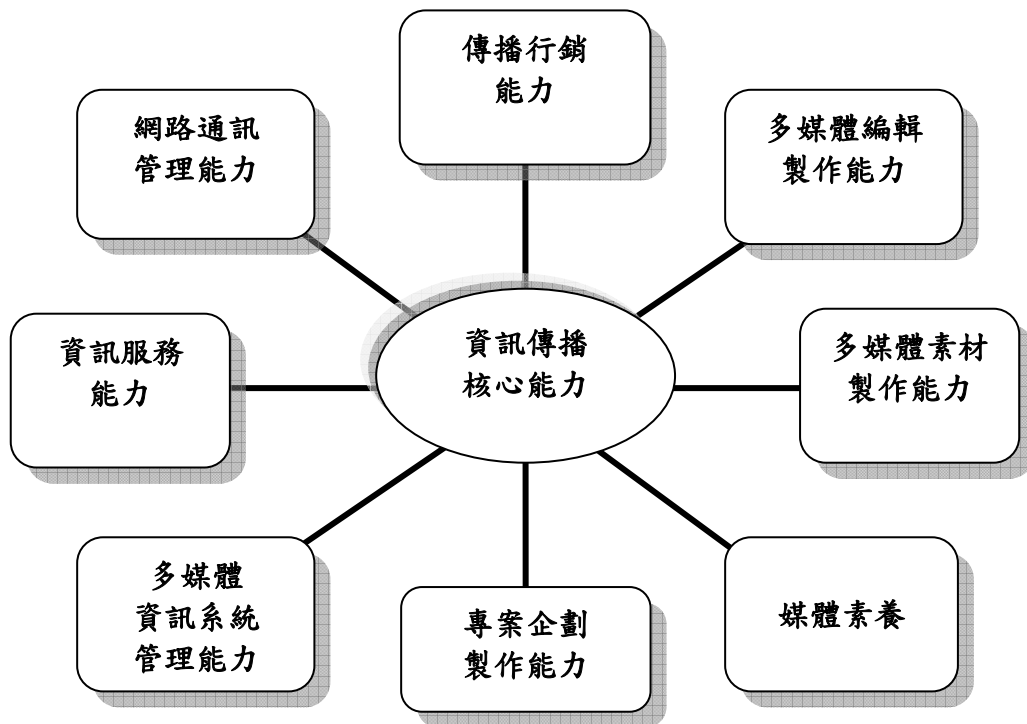 傳播行銷
能力
網路通訊
管理能力
多媒體編輯
製作能力
資訊服務
能力
資訊傳播
核心能力
多媒體素材
製作能力
多媒體
資訊系統
管理能力
專案企劃
製作能力
媒體素養